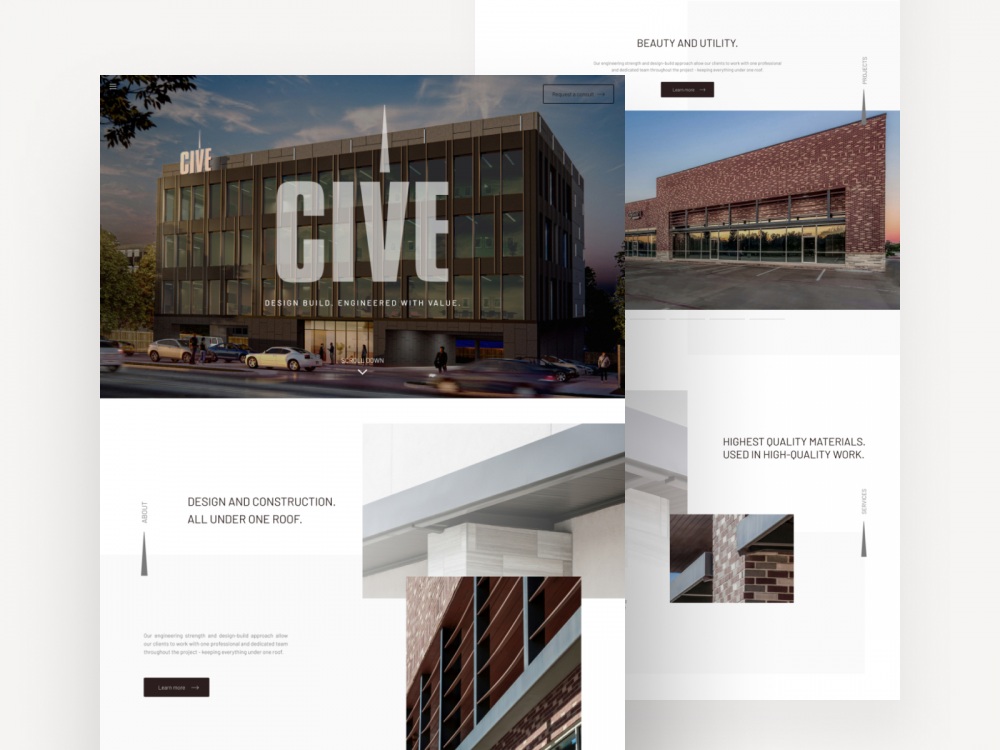 Request a consult
CIVE
CIVE
DESIGN BUILD. ENGINEERED WITH VALUE.
SCROLL DOWN
ABOUT
DESIGN AND CONSTRUCTION.
ALL UNDER ONE ROOF.
Our engineering strength and design-build approach allow
our clients to work with one professional and dedicated team
throughout the project - keeping everything under one roof.
Learn more
BEAUTY AND UTILITY.
Our engineering strength and design-build approach allow our clients to work with one professional
and dedicated team throughout the project - keeping everything under one roof.
Learn more
PROJECTS
HIGHEST QUALITY MATERIALS.
USED IN HIGH-QUALITY WORK.
SERVICES